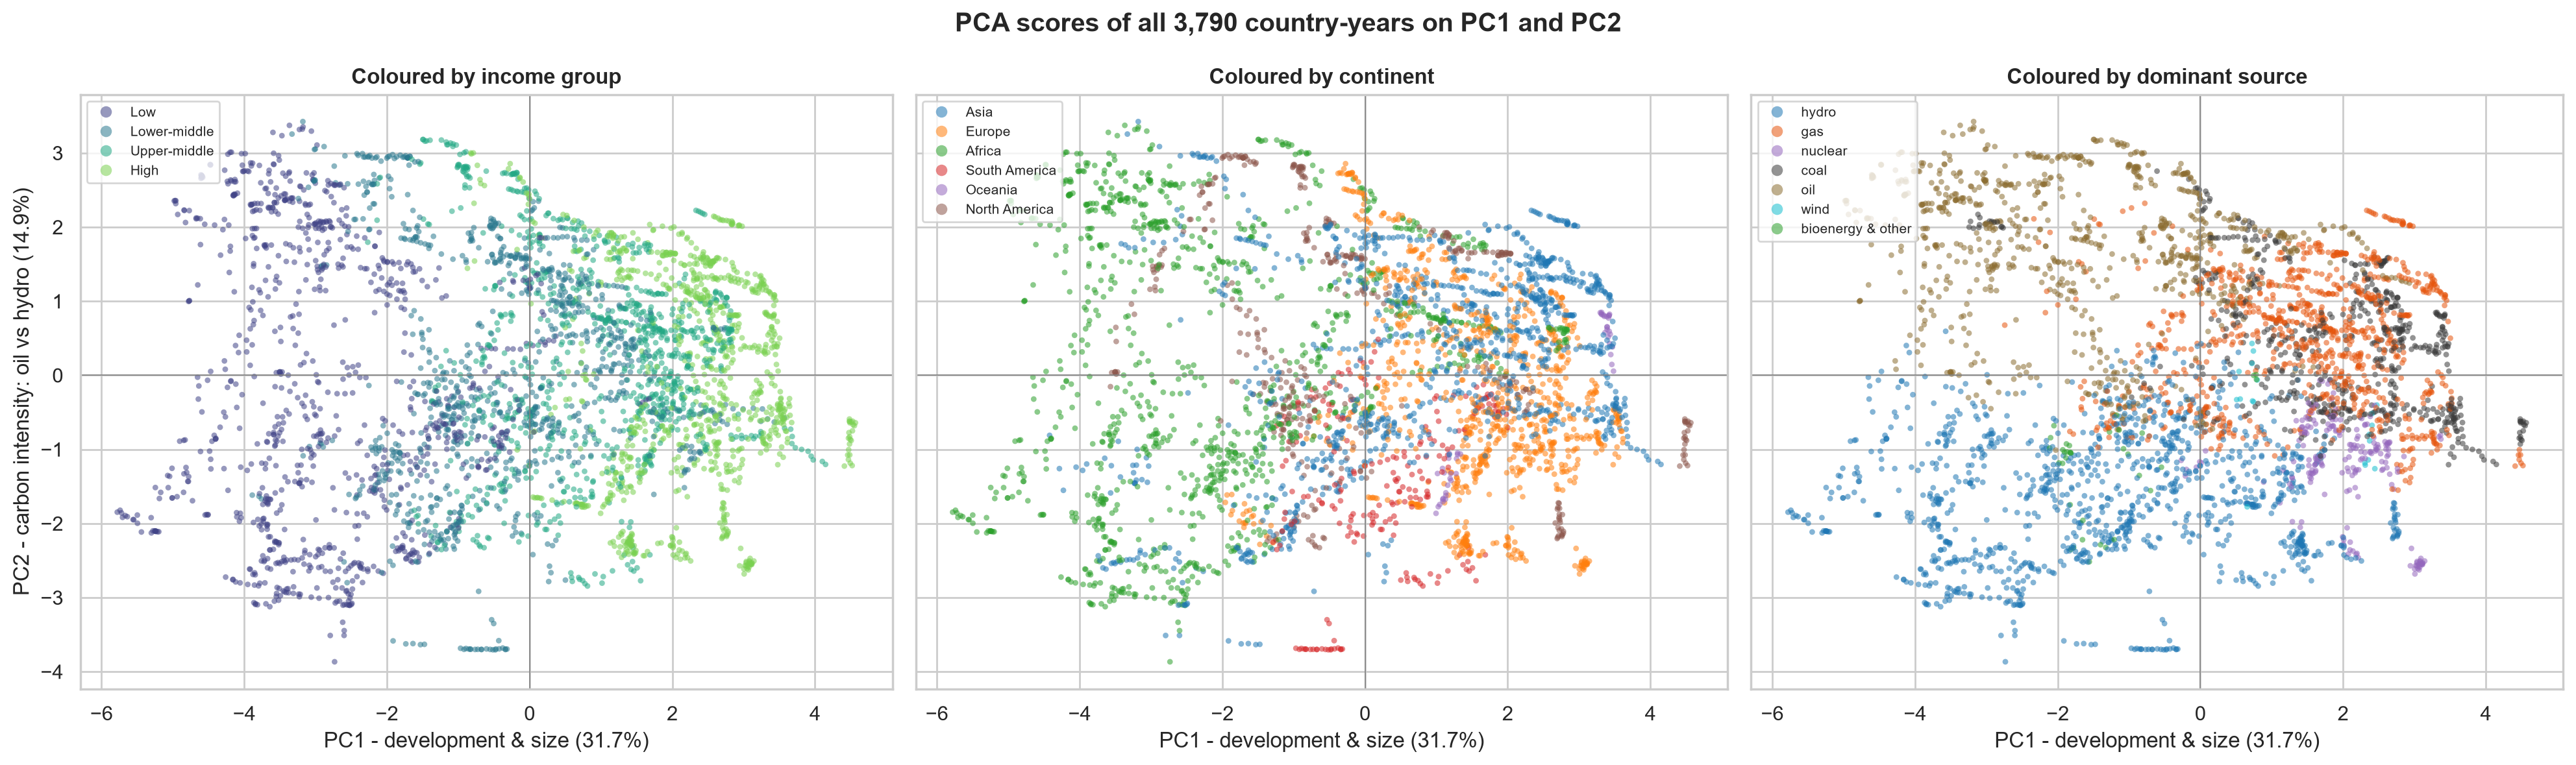 PCA scores of all 3,790 country-years on PC1 and PC2
Coloured by income group
Low
Lower-middle
Upper-middle
High
PC2 - carbon intensity: oil vs hydro (14.9%)
3
2
1
0
−1
−2
−3
−4
−6
−4
−2
0
2
4
PC1 - development & size (31.7%)
Coloured by continent
Asia
Europe
Africa
South America
Oceania
North America
−6
−4
−2
0
2
4
PC1 - development & size (31.7%)
Coloured by dominant source
hydro
gas
nuclear
coal
oil
wind
bioenergy & other
−6
−4
−2
0
2
4
PC1 - development & size (31.7%)